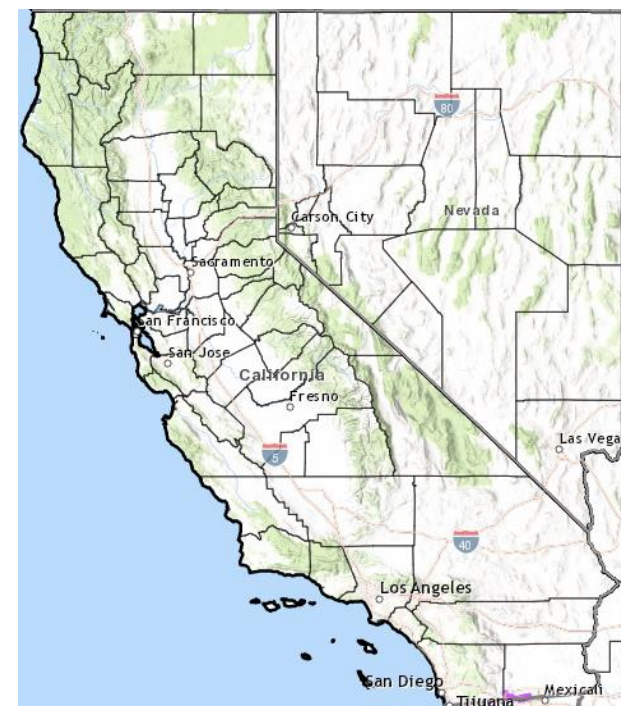 80
Carson City
Nevada
Sacramento
San Francisco
San Jose
California
Fresno
5
Las Vega
40
Los Angeles
San Diego
Mexicali
Tijuana